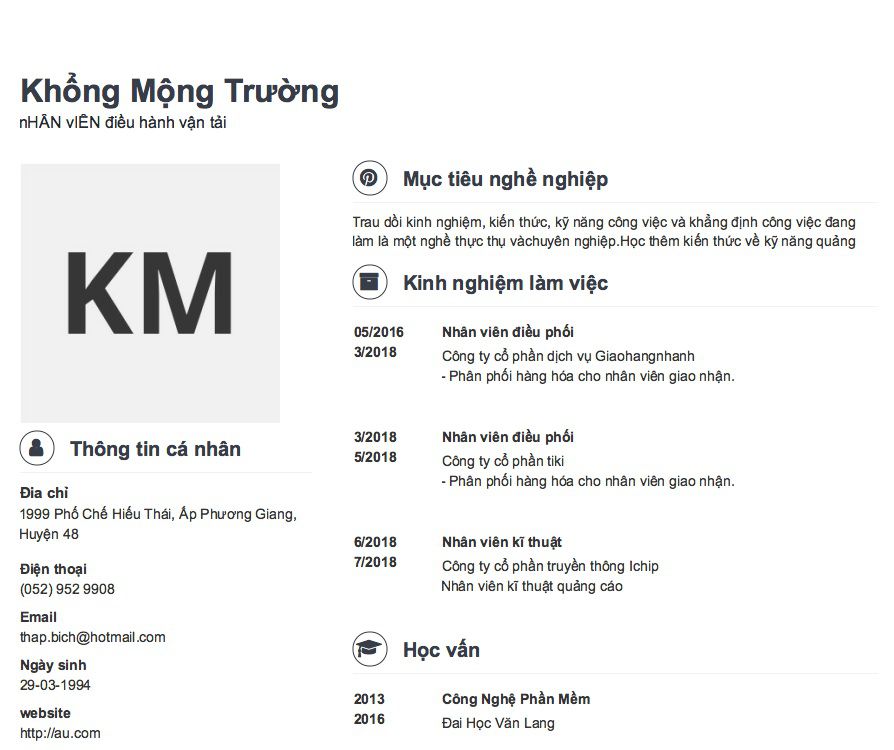 Khổng Mộng Trường
nHÂN vIÊN điều hành vận tải
KM
Thông tin cá nhân
Đia chỉ
1999 Phố Chế Hiếu Thái, Ấp Phương Giang,
Huyện 48
Điện thoại
(052) 952 9908
Email
thap.bich@hotmail.com
Ngày sinh
29-03-1994
website
http://au.com
Mục tiêu nghề nghiệp
Trau dồi kinh nghiệm, kiến thức, kỹ năng công việc và khẳng định công việc đang
làm là một nghề thực thụ vàchuyên nghiệp.Học thêm kiến thức về kỹ năng quảng
Kinh nghiệm làm việc
05/2016 Nhân viên điều phối
3/2018 Công ty cổ phần dịch vụ Giaohangnhanh
- Phân phối hàng hóa cho nhân viên giao nhận.
3/2018 Nhân viên điều phối
5/2018 Công ty cổ phần tiki
- Phân phối hàng hóa cho nhân viên giao nhận.
6/2018 Nhân viên kĩ thuật
7/2018 Công ty cổ phần truyền thông Ichip
Nhân viên kĩ thuật quảng cáo
Học vấn
2013 Công Nghệ Phần Mềm
2016 Đai Học Văn Lang